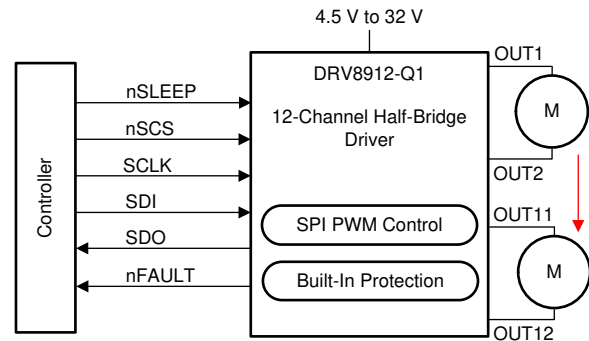 4.5 V to 32 V
DRV8912-Q1
12-Channel Half-Bridge
Driver
SPI PWM Control
Built-In Protection
Controller
nSLEEP
nSCS
SCLK
SDI
SDO
nFAULT
OUT1
M
OUT2
OUT11
M
OUT12